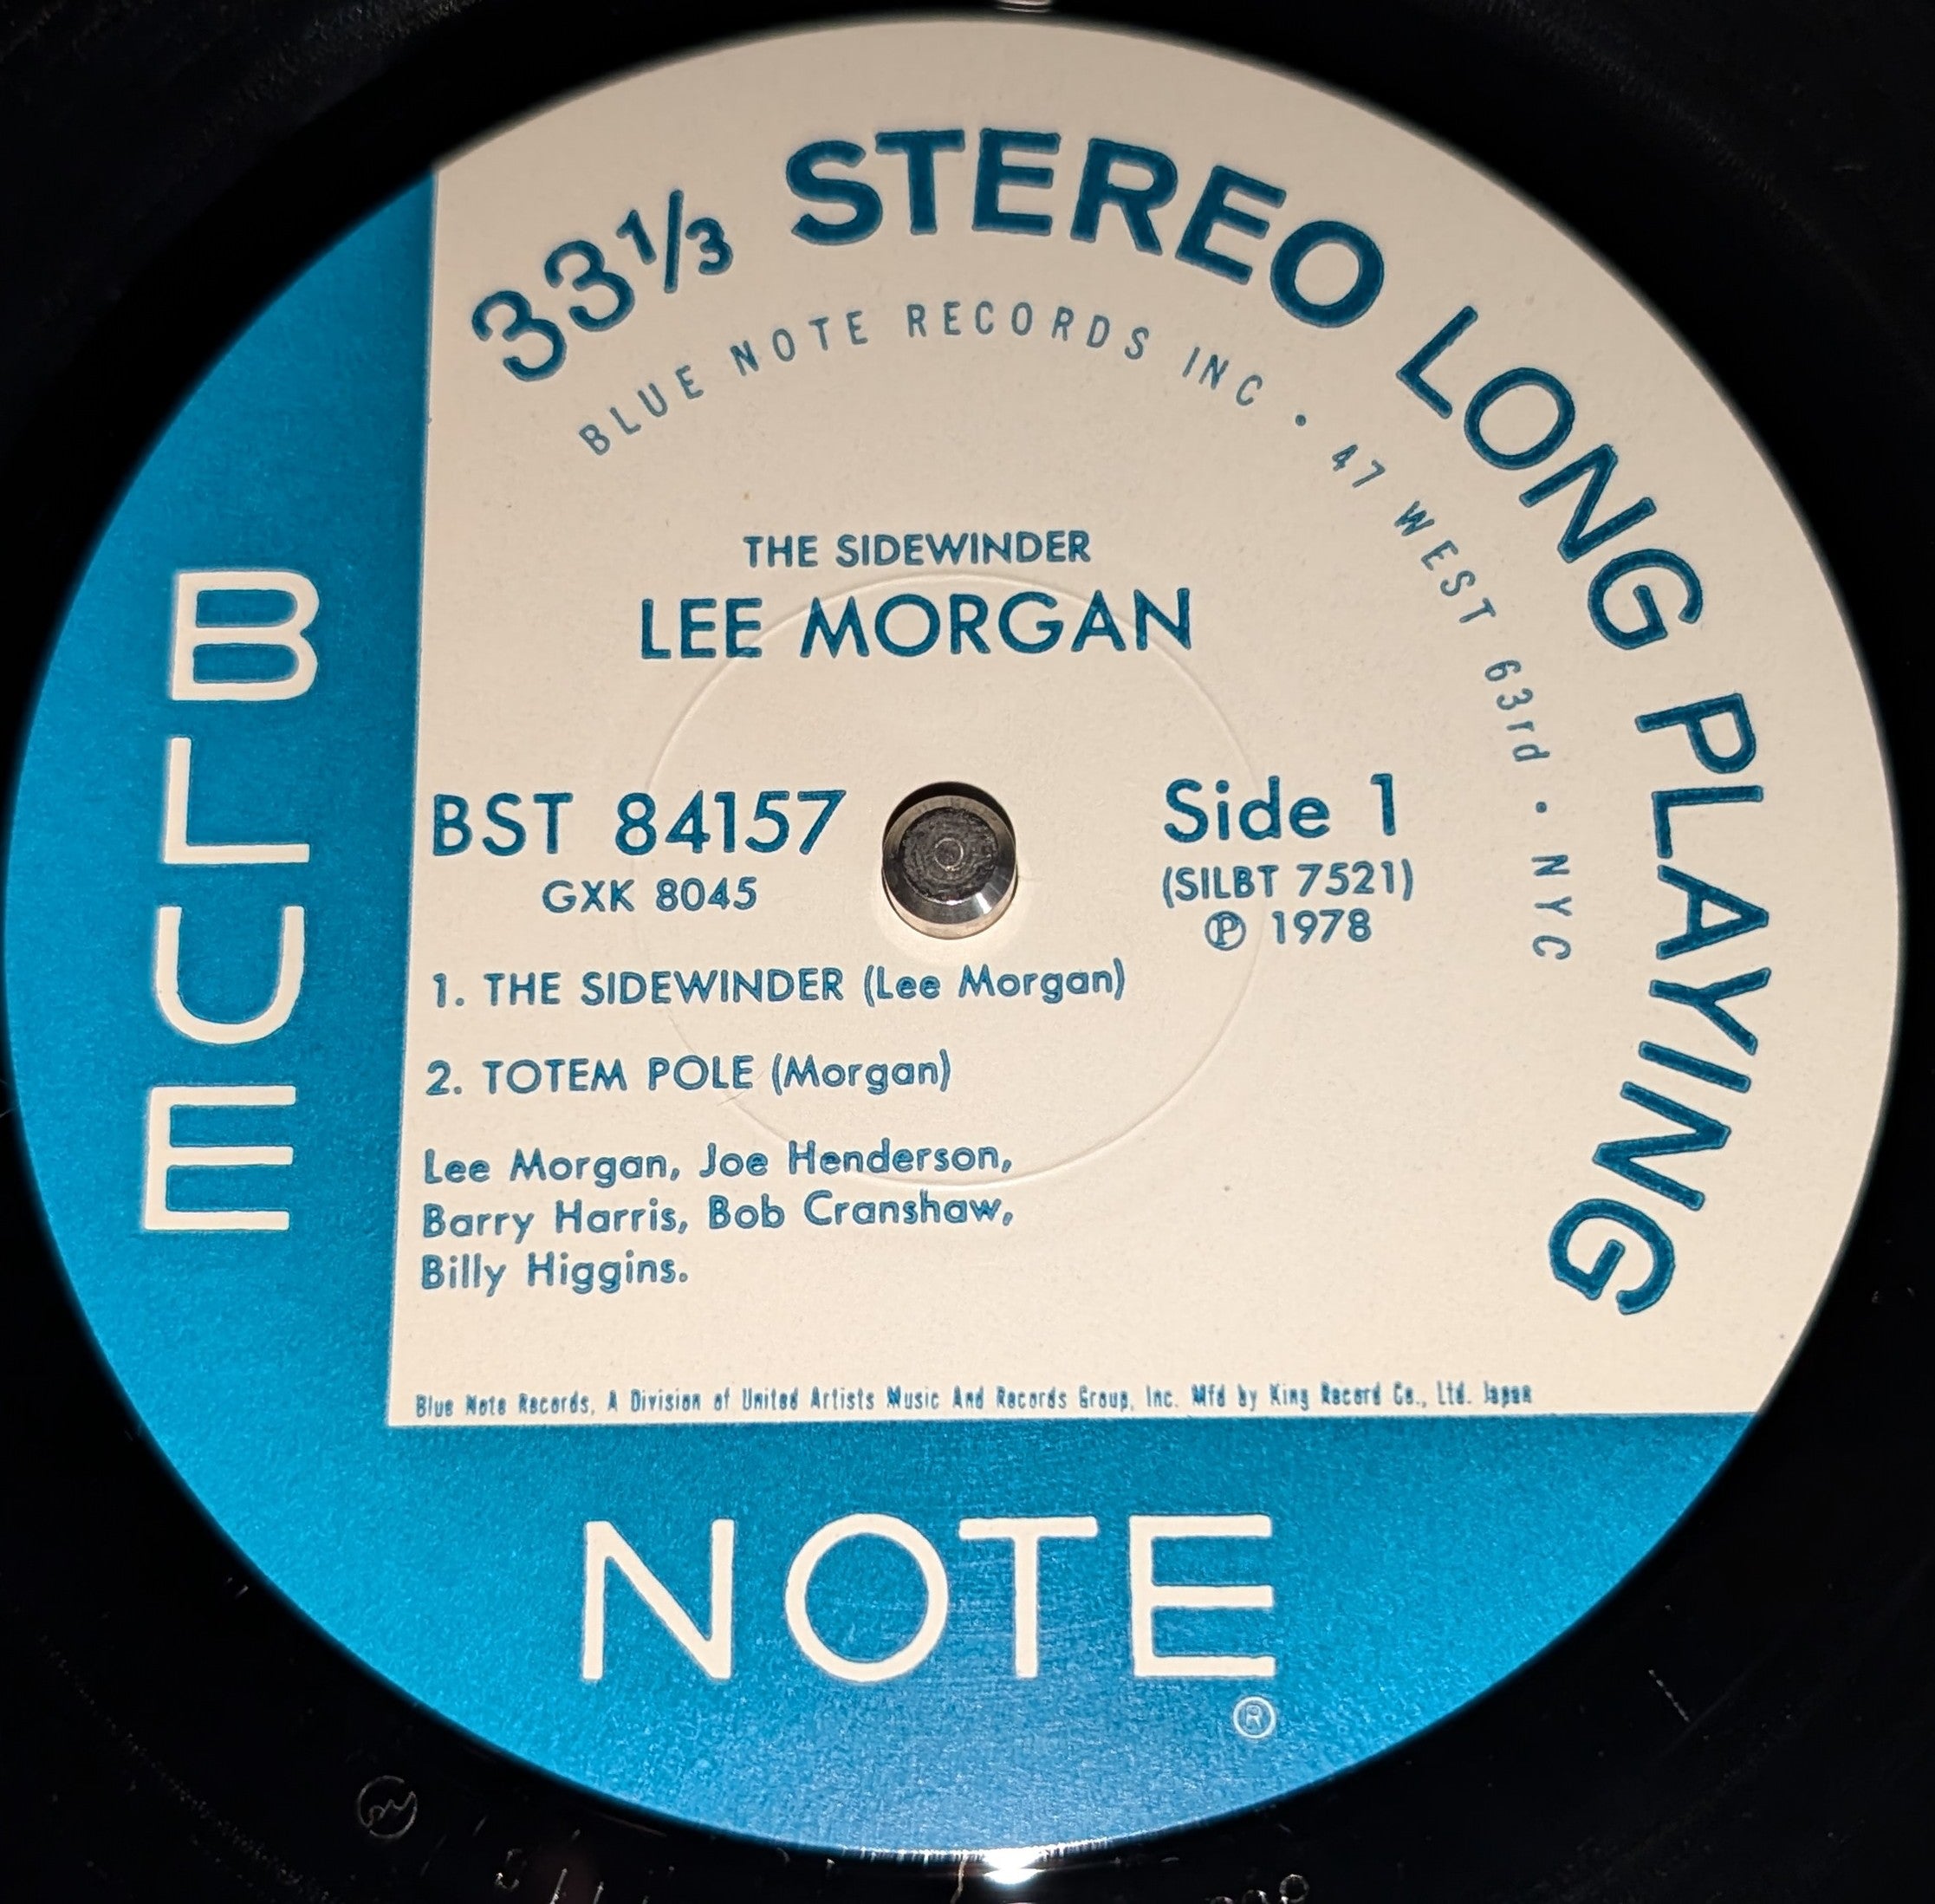 33⅓ STEREO LONG PLAYING
BLUE NOTE RECORDS INC • 47 WEST 63rd • NYC
THE SIDEWINDER
LEE MORGAN
BST 84157
GXK 8045
Side 1
(SILBT 7521)
℗ 1978
1. THE SIDEWINDER (Lee Morgan)
2. TOTEM POLE (Morgan)
Lee Morgan, Joe Henderson,
Barry Harris, Bob Cranshaw,
Billy Higgins.
Blue Note Records, A Division of United Artists Music And Records Group, Inc. Mfd by King Record Co., Ltd. Japan
BLUE
NOTE
®